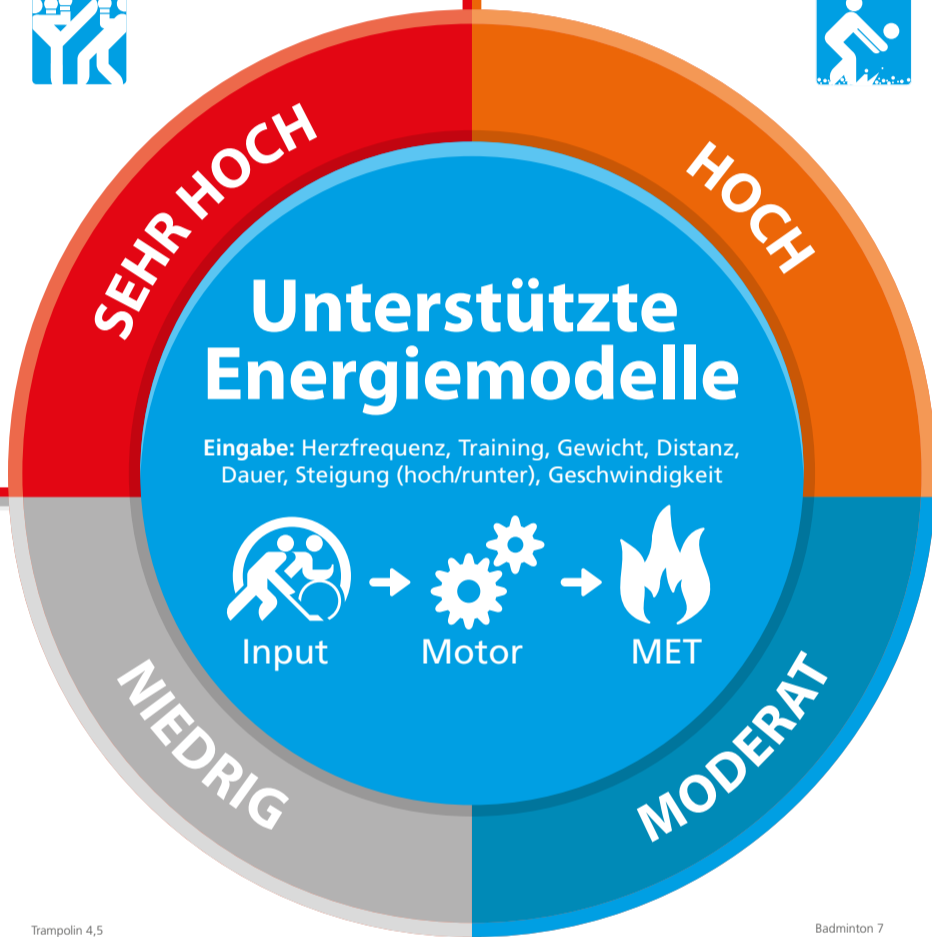 SEHR HOCH
HOCH
Unterstützte
Energiemodelle
Eingabe: Herzfrequenz, Training, Gewicht, Distanz,
Dauer, Steigung (hoch/runter), Geschwindigkeit
Input
Motor
MET
NIEDRIG
MODERAT
Trampolin 4,5
Badminton 7